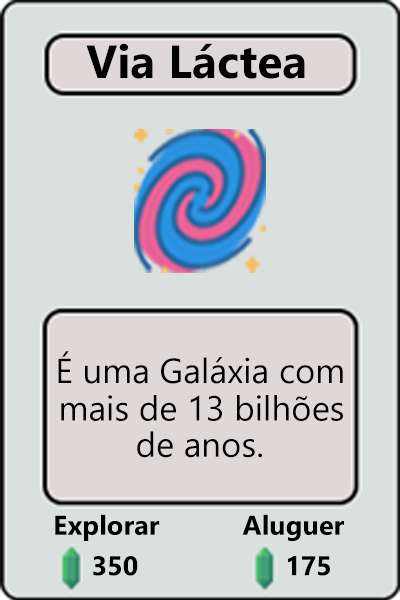 Via Láctea
É uma Galáxia com
mais de 13 bilhões
de anos.
Explorar Aluguer
350 175